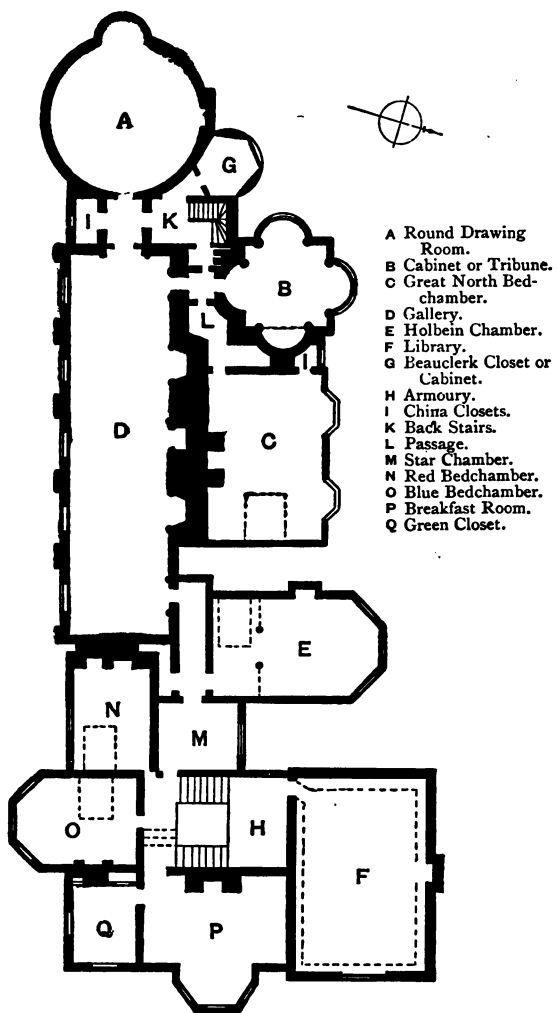 A
G
I
K
B
L
I
D
C
E
N
M
O
H
F
Q
P
A Round Drawing
Room.
B Cabinet or Tribune.
C Great North Bed-
chamber.
D Gallery.
E Holbein Chamber.
F Library.
G Beauclerk Closet or
Cabinet.
H Armoury.
I China Closets.
K Back Stairs.
L Passage.
M Star Chamber.
N Red Bedchamber.
O Blue Bedchamber.
P Breakfast Room.
Q Green Closet.